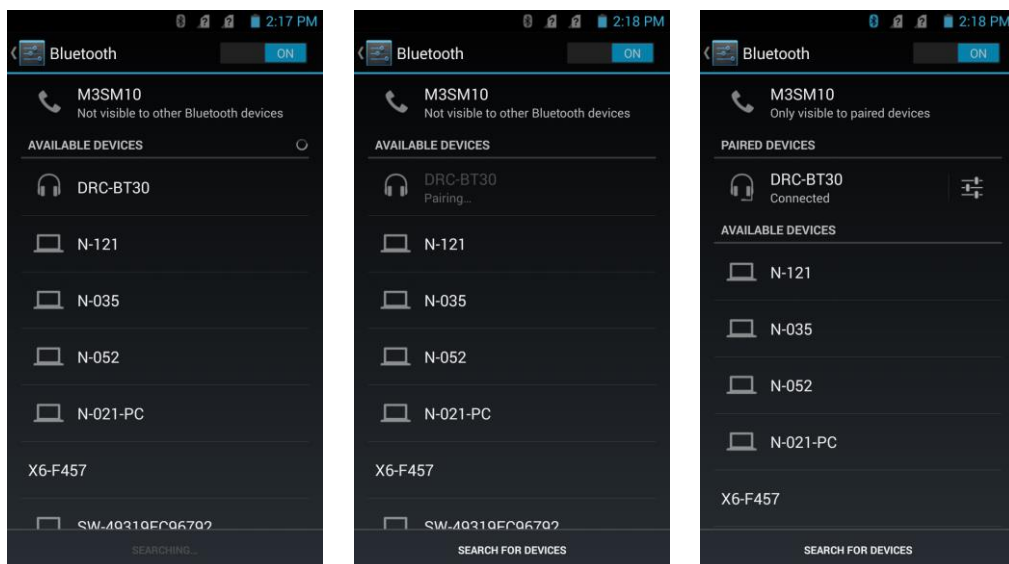 2:17 PM
Bluetooth
ON
M3SM10
Not visible to other Bluetooth devices
AVAILABLE DEVICES
DRC-BT30
N-121
N-035
N-052
N-021-PC
X6-F457
SW-49319FC96792
SEARCHING...
2:18 PM
Bluetooth
ON
M3SM10
Not visible to other Bluetooth devices
AVAILABLE DEVICES
DRC-BT30
Pairing...
N-121
N-035
N-052
N-021-PC
X6-F457
SW-49319FC96792
SEARCH FOR DEVICES
2:18 PM
Bluetooth
ON
M3SM10
Only visible to paired devices
PAIRED DEVICES
DRC-BT30
Connected
AVAILABLE DEVICES
N-121
N-035
N-052
N-021-PC
X6-F457
SEARCH FOR DEVICES